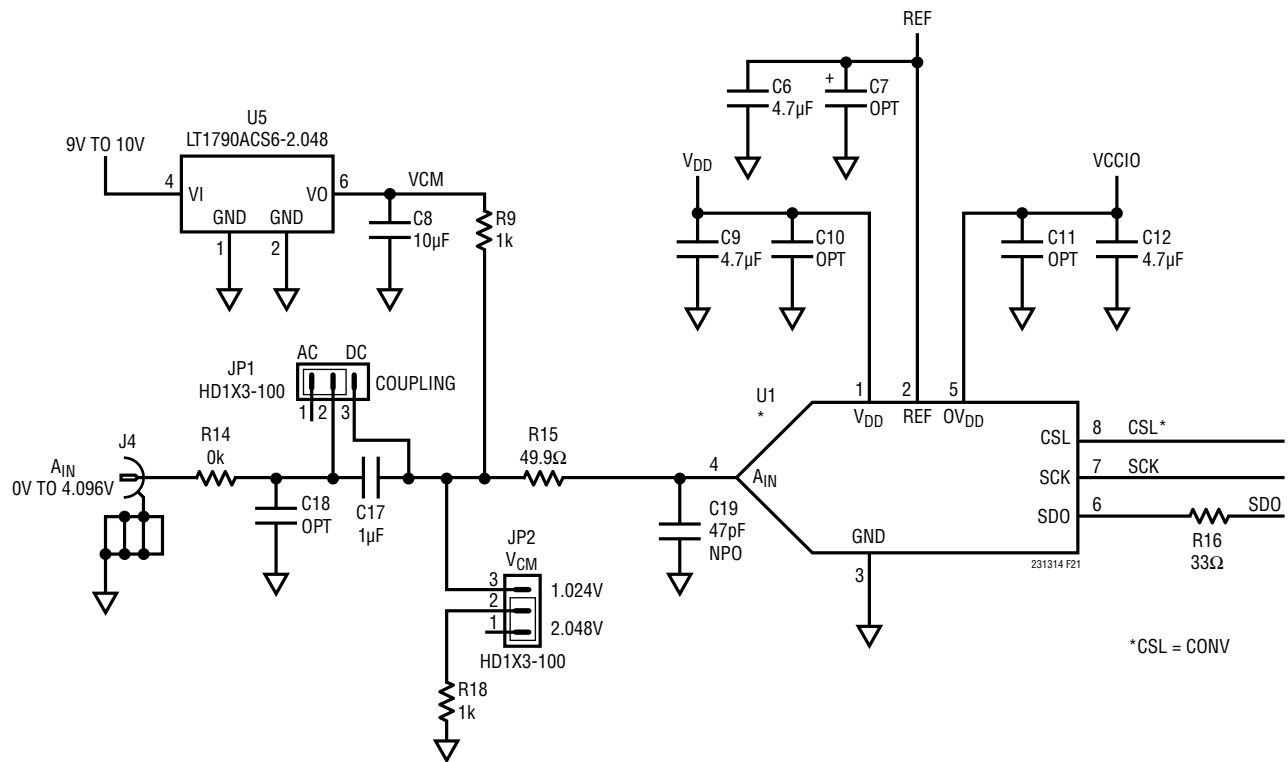 REF
C6
4.7µF
+
C7
OPT
U5
LT1790ACS6-2.048
9V TO 10V
4
VI
VO
6
GND
GND
1
2
VCM
C8
10µF
R9
1k
VDD
C9
4.7µF
C10
OPT
VCCIO
C11
OPT
C12
4.7µF
JP1
HD1X3-100
AC
DC
COUPLING
1
2
3
J4
AIN
0V TO 4.096V
R14
0k
C18
OPT
C17
1µF
R15
49.9Ω
JP2
VCM
3
2
1
1.024V
2.048V
HD1X3-100
R18
1k
C19
47pF
NPO
U1
*
4
AIN
1
VDD
2
REF
5
OVDD
CSL
8
CSL*
SCK
7
SCK
SDO
6
SDO
R16
33Ω
GND
3
231314 F21
*CSL = CONV